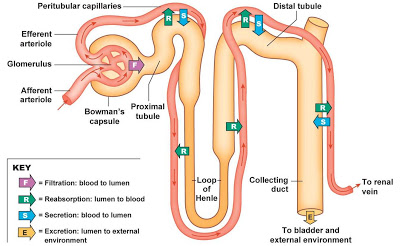 Peritubular capillaries
Distal tubule
R
S
R
S
Efferent
arteriole
Glomerulus
F
Afferent
arteriole
Bowman's
capsule
Proximal
tubule
R
S
R
R
Loop
of
Henle
Collecting
duct
To renal
vein
E
To bladder and
external environment
KEY
F = Filtration: blood to lumen
R = Reabsorption: lumen to blood
S = Secretion: blood to lumen
E = Excretion: lumen to external
environment